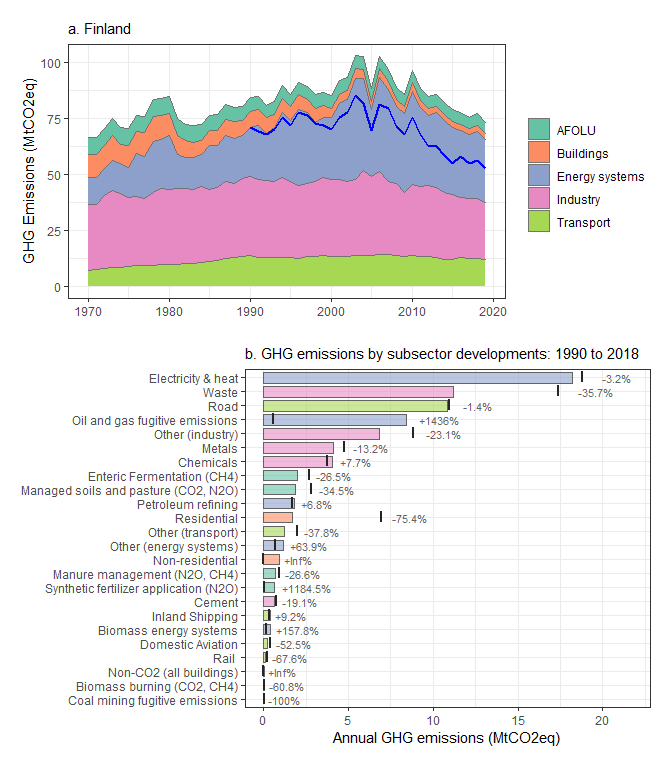 a. Finland
GHG Emissions (MtCO2eq)
100
75
50
25
0
1970
1980
1990
2000
2010
2020
AFOLU
Buildings
Energy systems
Industry
Transport
b. GHG emissions by subsector developments: 1990 to 2018
Electricity & heat -3.2%
Waste -35.7%
Road -1.4%
Oil and gas fugitive emissions +1436%
Other (industry) -23.1%
Metals -13.2%
Chemicals +7.7%
Enteric Fermentation (CH4) -26.5%
Managed soils and pasture (CO2, N2O) -34.5%
Petroleum refining +6.8%
Residential -75.4%
Other (transport) -37.8%
Other (energy systems) +63.9%
Non-residential +Inf%
Manure management (N2O, CH4) -26.6%
Synthetic fertilizer application (N2O) +1184.5%
Cement -19.1%
Inland Shipping +9.2%
Biomass energy systems +157.8%
Domestic Aviation -52.5%
Rail -67.6%
Non-CO2 (all buildings) +Inf%
Biomass burning (CO2, CH4) -60.8%
Coal mining fugitive emissions -100%
0 5 10 15 20
Annual GHG emissions (MtCO2eq)